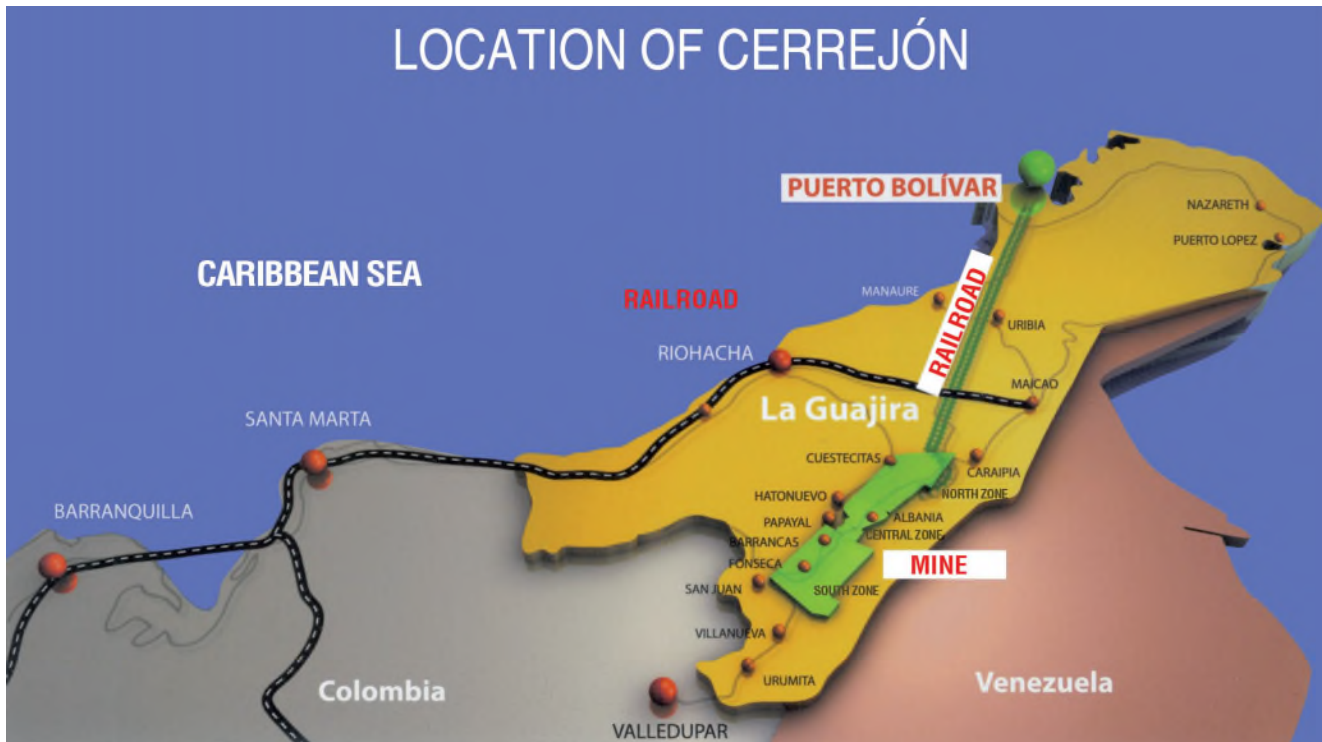 LOCATION OF CERREJÓN
PUERTO BOLÍVAR
NAZARETH
PUERTO LOPEZ
CARIBBEAN SEA
RAILROAD
MANAURE
RAILROAD
URIBIA
RIOHACHA
MAICAO
La Guajira
SANTA MARTA
CUESTECITAS
CARAIPIA
HATONUEVO
NORTH ZONE
BARRANQUILLA
PAPAYAL
ALBANIA
BARRANCAS
CENTRAL ZONE
FONSECA
MINE
SAN JUAN
SOUTH ZONE
VILLANUEVA
URUMITA
Colombia
Venezuela
VALLEDUPAR